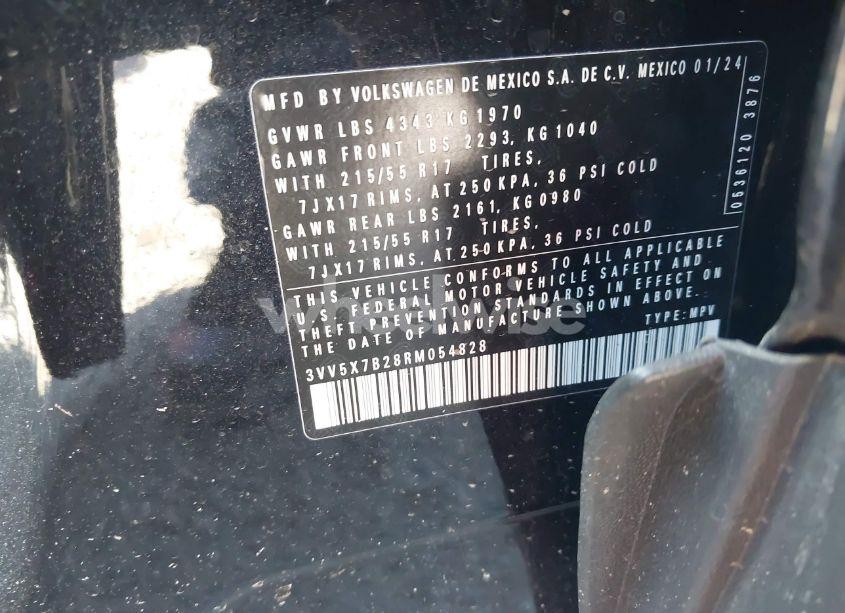 MFD BY VOLKSWAGEN DE MEXICO S.A. DE C.V. MEXICO 01/24
GVWR LBS 4343 KG 1970
GAWR FRONT LBS 2293, KG 1040
WITH 215/55 R17 TIRES,
7JX17 RIMS, AT 250 KPA, 36 PSI COLD
GAWR REAR LBS 2161, KG 0980
WITH 215/55 R17 TIRES,
7JX17 RIMS, AT 250 KPA, 36 PSI COLD
0536120 3876
THIS VEHICLE CONFORMS TO ALL APPLICABLE
U.S. FEDERAL MOTOR VEHICLE SAFETY AND
THEFT PREVENTION STANDARDS IN EFFECT ON
THE DATE OF MANUFACTURE SHOWN ABOVE.
3VV5X7B28RM054828 TYPE: MPV